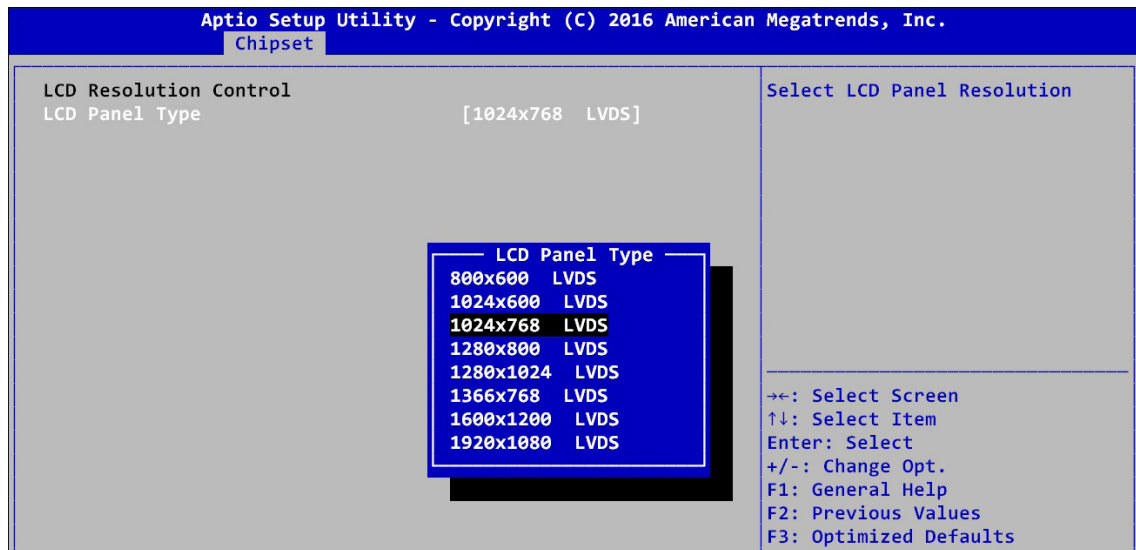 Aptio Setup Utility - Copyright (C) 2016 American Megatrends, Inc.
Chipset
LCD Resolution Control
LCD Panel Type [1024x768 LVDS]
Select LCD Panel Resolution
LCD Panel Type
800x600 LVDS
1024x600 LVDS
1024x768 LVDS
1280x800 LVDS
1280x1024 LVDS
1366x768 LVDS
1600x1200 LVDS
1920x1080 LVDS
→←: Select Screen
↑↓: Select Item
Enter: Select
+/-: Change Opt.
F1: General Help
F2: Previous Values
F3: Optimized Defaults